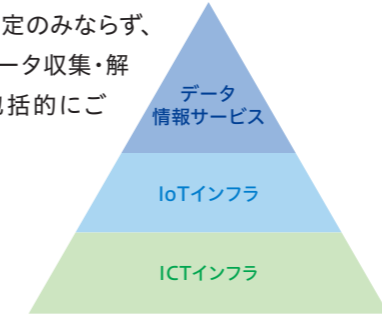 定のみならず、
ータ収集・解
括的にご
データ
情報サービス
IoTインフラ
ICTインフラ